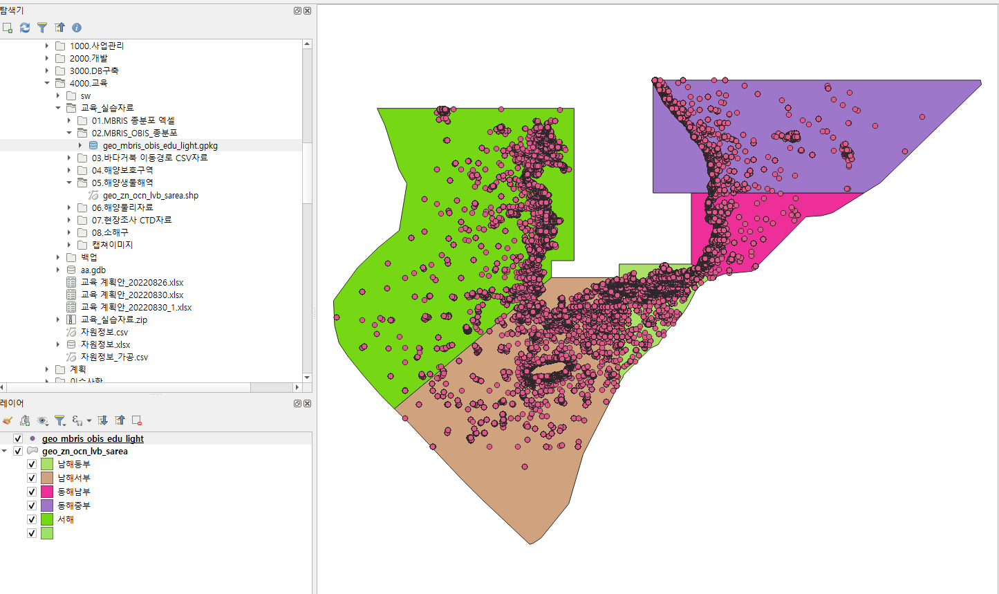 탐색기
1000.사업관리
2000.개발
3000.DB구축
4000.교육
sw
교육_실습자료
01.MBRIS 종분포 엑셀
02.MBRIS_OBIS_종분포
geo_mbris_obis_edu_light.gpkg
03.바다거북 이동경로 CSV자료
04.해양보호구역
05.해양생물해역
geo_zn_ocn_lvb_sarea.shp
06.해양물리자료
07.현장조사 CTD자료
08.소해구
캡쳐이미지
백업
aa.gdb
교육 계획안_20220826.xlsx
교육 계획안_20220830.xlsx
교육 계획안_20220830_1.xlsx
교육_실습자료.zip
자원정보.csv
자원정보.xlsx
자원정보_가공.csv
계획
이슈사항
레이어
geo_mbris_obis_edu_light
geo_zn_ocn_lvb_sarea
남해동부
남해서부
동해남부
동해중부
서해